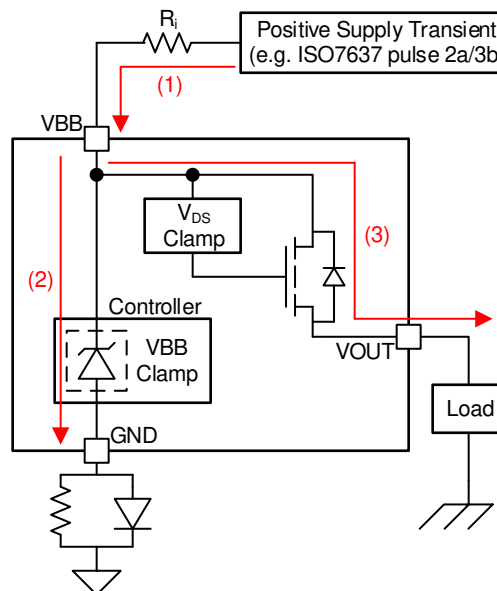 Ri
Positive Supply Transient
(e.g. ISO7637 pulse 2a/3b
(1)
VBB
VDS
Clamp
(3)
(2)
Controller
VBB
Clamp
VOUT
GND
Load